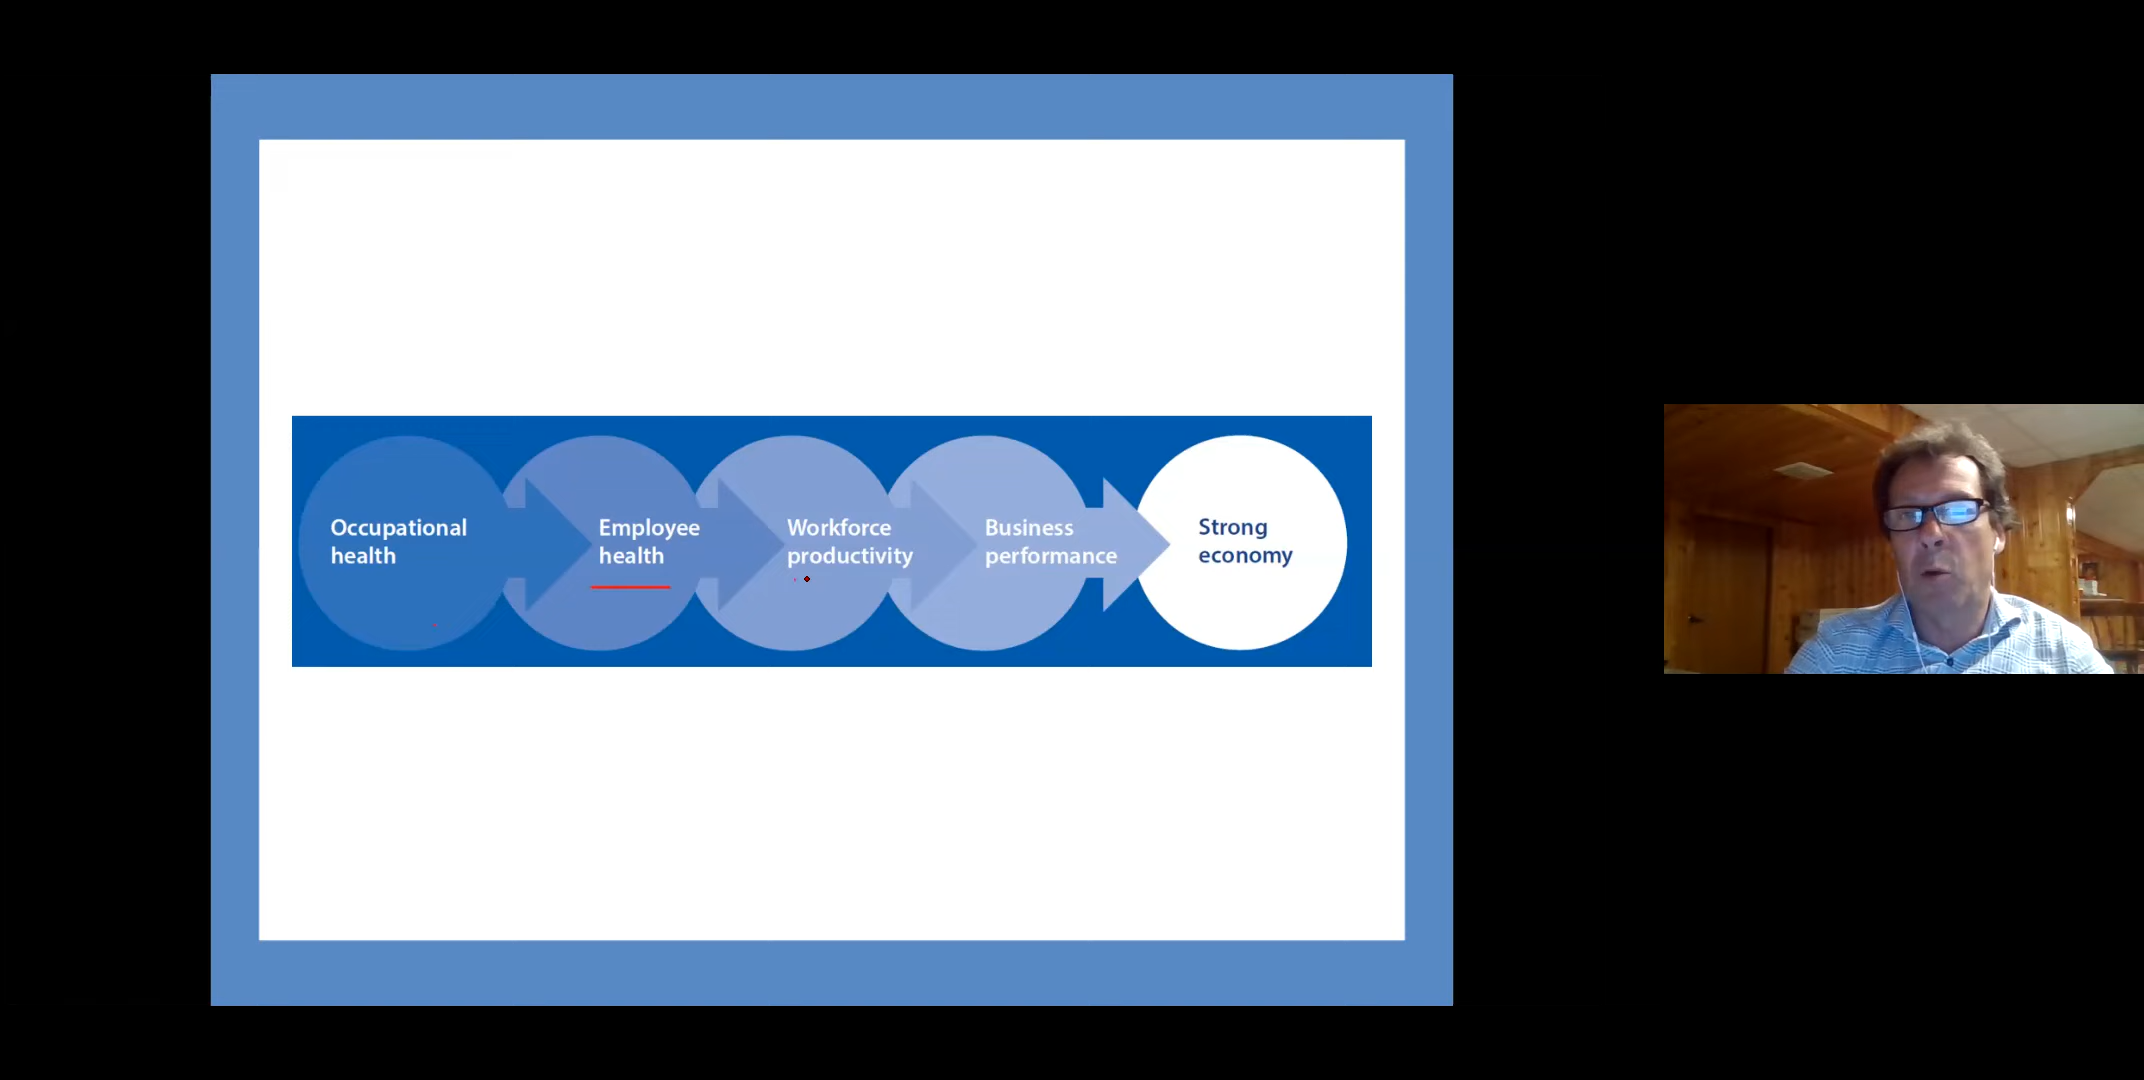 Occupational
health
Employee
health
Workforce
productivity
Business
performance
Strong
economy